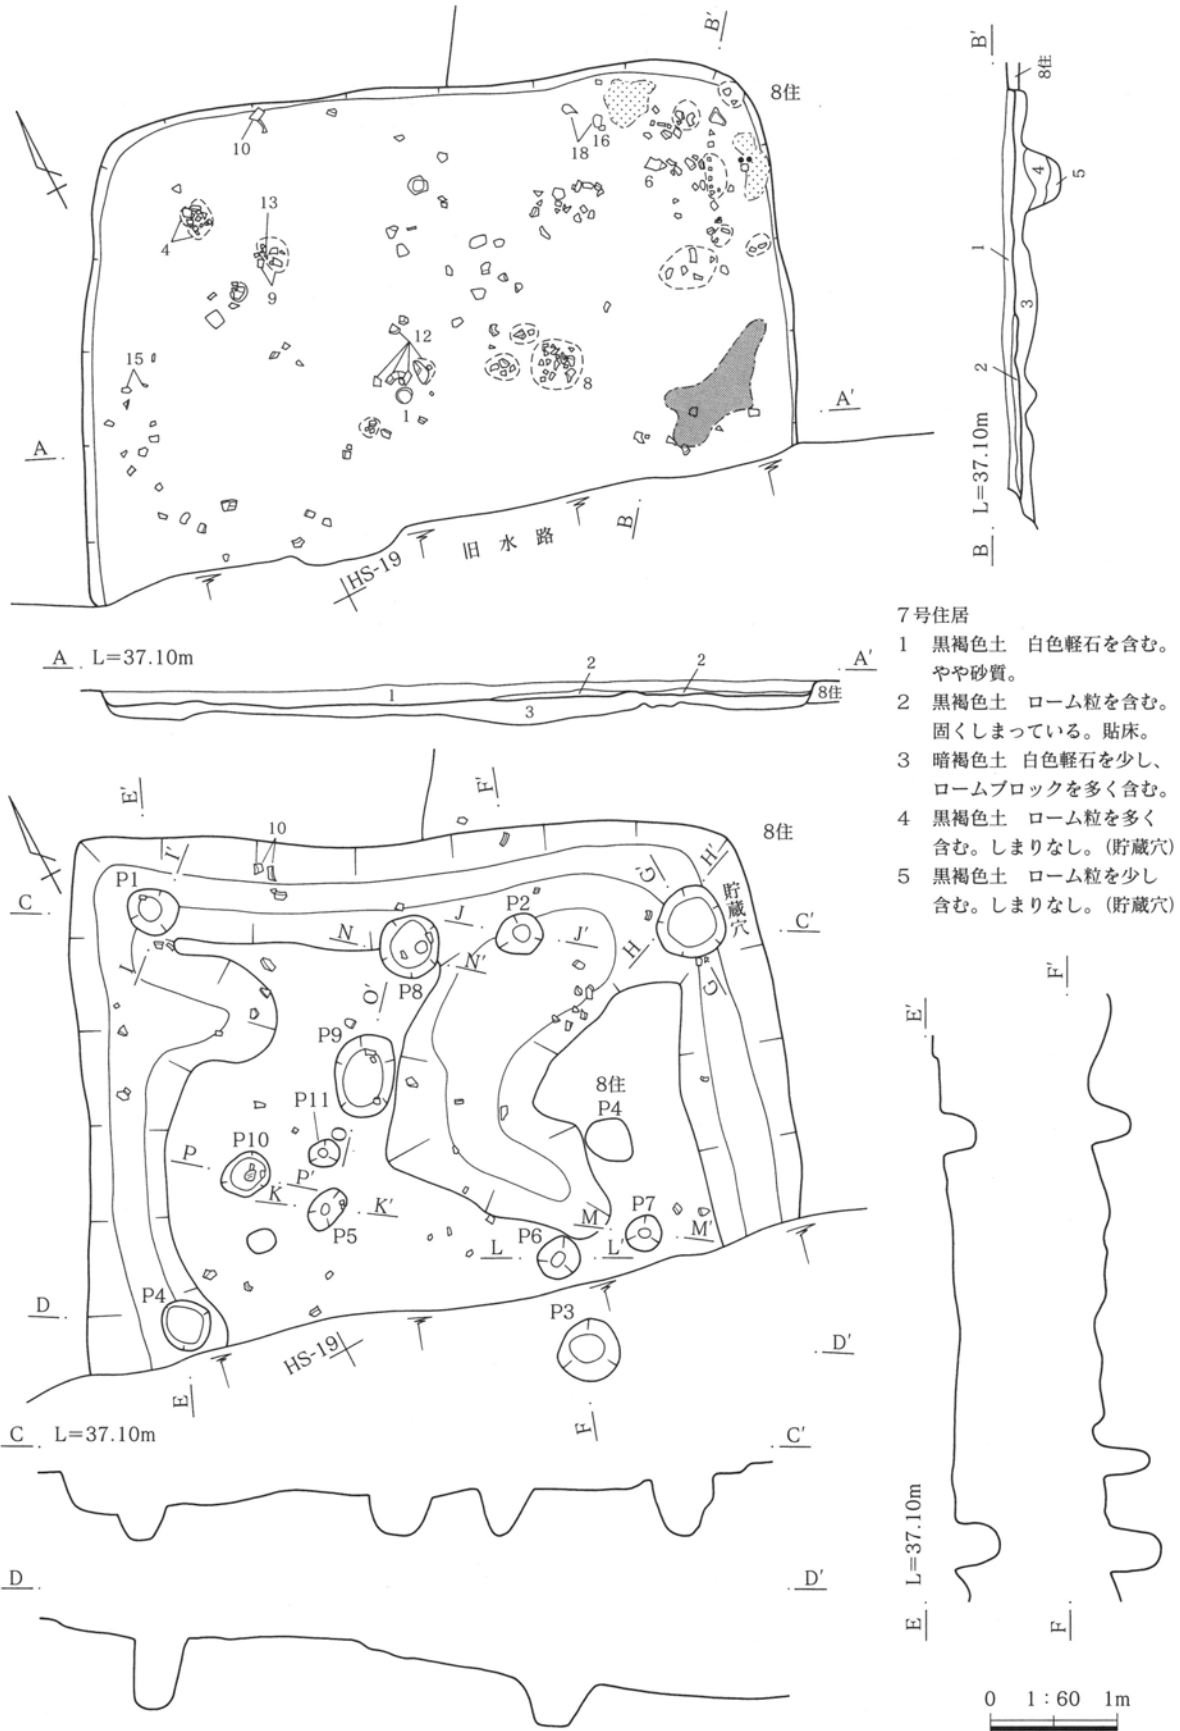 B'
8住
10
18
16
6
4
13
9
15
12
1
8
A
A'
旧水路
B
HS-19
B'
8住
4
5
1
3
2
B L=37.10m
A L=37.10m
A'
2
2
1
3
8住
7号住居
1 黒褐色土 白色軽石を含む。
やや砂質。
2 黒褐色土 ローム粒を含む。
固くしまっている。貼床。
3 暗褐色土 白色軽石を少し、
ロームブロックを多く含む。
4 黒褐色土 ローム粒を多く
含む。しまりなし。(貯蔵穴)
5 黒褐色土 ローム粒を少し
含む。しまりなし。(貯蔵穴)
E'
F'
8住
10
I'
G'
H'
P1
C
貯蔵穴
P2
J
C'
N
J'
H
N'
I
P8
G
O'
P9
8住
P4
P11
O
P10
P
P'
K
K'
P5
M
P7
M'
P6
L
L'
P4
D
P3
HS-19
D'
E
F
C L=37.10m
C'
D
D'
E'
F'
E L=37.10m
F
0 1:60 1m